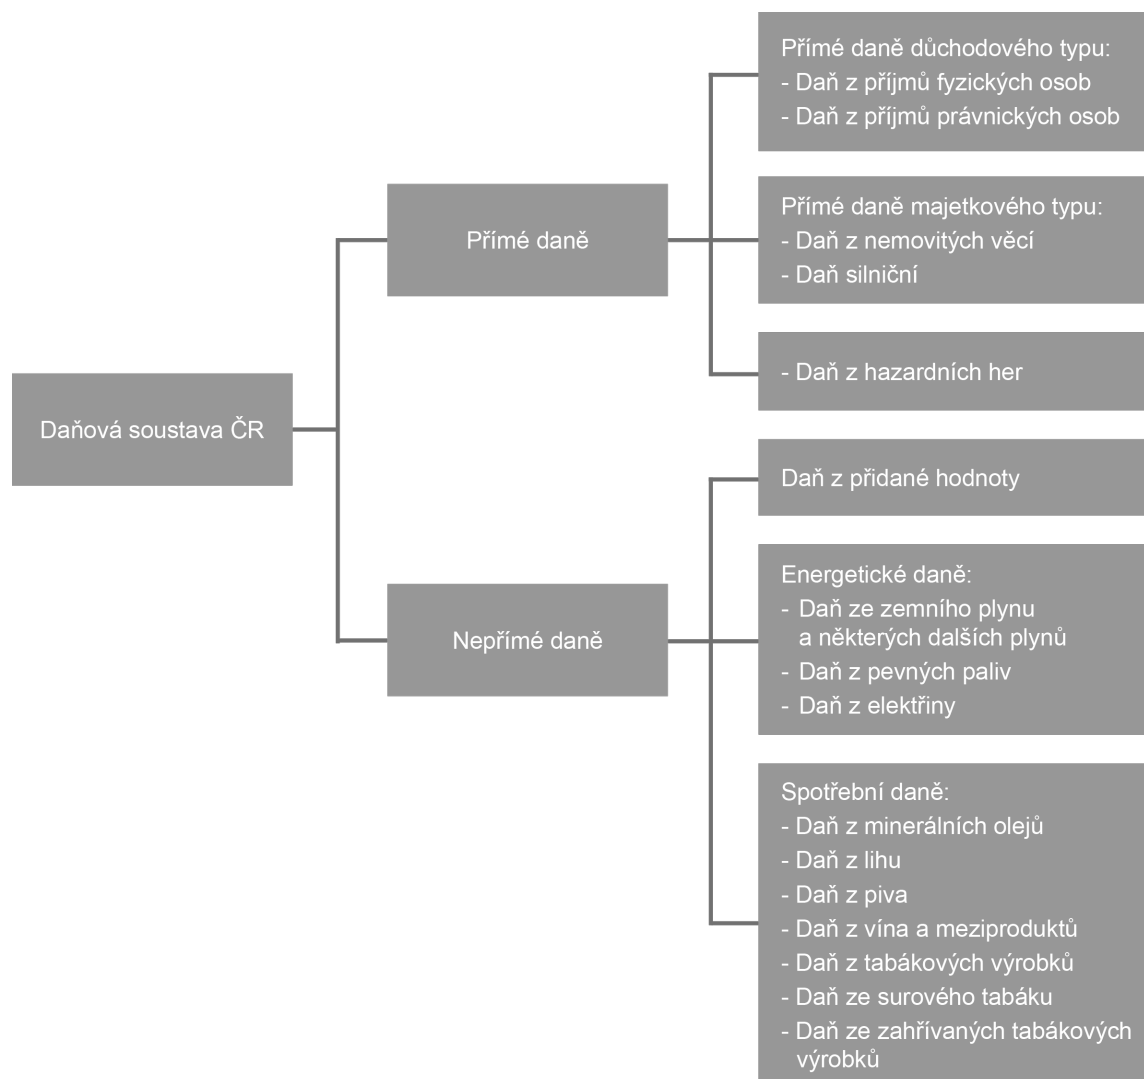 Daňová soustava ČR
Přímé daně
Přímé daně důchodového typu:
- Daň z příjmů fyzických osob
- Daň z příjmů právnických osob
Přímé daně majetkového typu:
- Daň z nemovitých věcí
- Daň silniční
- Daň z hazardních her
Nepřímé daně
Daň z přidané hodnoty
Energetické daně:
- Daň ze zemního plynu
a některých dalších plynů
- Daň z pevných paliv
- Daň z elektřiny
Spotřební daně:
- Daň z minerálních olejů
- Daň z lihu
- Daň z piva
- Daň z vína a meziproduktů
- Daň z tabákových výrobků
- Daň ze surového tabáku
- Daň ze zahřívaných tabákových
výrobků